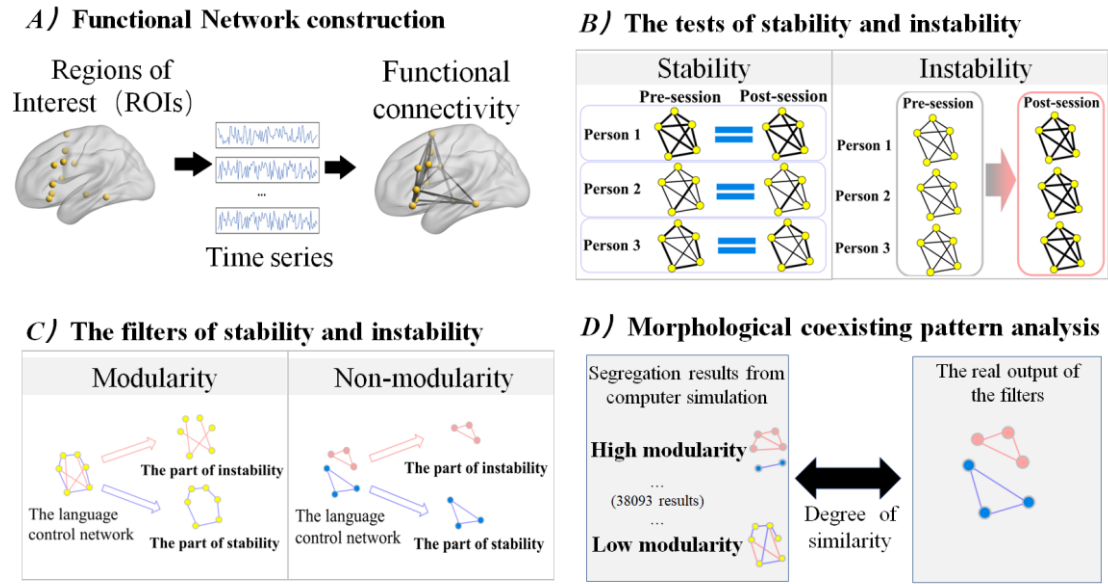 A) Functional Network construction
Regions of
Interest (ROIs)
Functional
connectivity
...
Time series
B) The tests of stability and instability
Stability
Instability
Pre-session
Post-session
Person 1
Person 2
Person 3
Pre-session
Post-session
Person 1
Person 2
Person 3
C) The filters of stability and instability
Modularity
Non-modularity
The part of instability
The language
control network
The part of stability
The part of instability
The language
control network
The part of stability
D) Morphological coexisting pattern analysis
Segregation results from
computer simulation
High modularity
...
(38093 results)
...
Low modularity
Degree of
similarity
The real output of
the filters